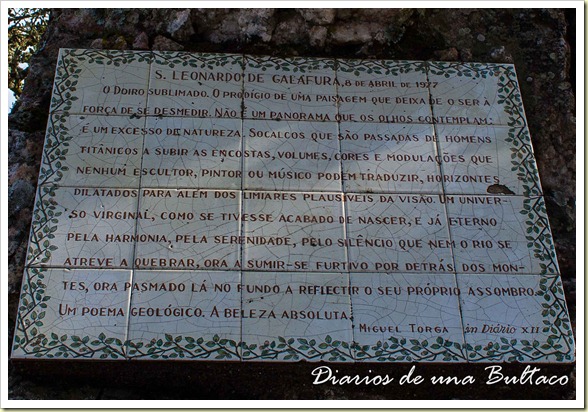 S. Leonardo de Galafura, 8 de Abril de 1977
O Doiro sublimado. O prodígio de uma paisagem que deixa de o ser à
força de se desmedir. Não é um panorama que os olhos contemplam:
é um excesso de natureza. Socalcos que são passadas de homens
titânicos a subir as encostas, volumes, cores e modulações que
nenhum escultor, pintor ou músico podem traduzir, horizontes
dilatados para além dos limiares plausíveis da visão. Um univer-
so virginal, como se tivesse acabado de nascer, e já eterno
pela harmonia, pela serenidade, pelo silêncio que nem o rio se
atreve a quebrar, ora a sumir-se furtivo por detrás dos mon-
tes, ora pasmado lá no fundo a reflectir o seu próprio assombro.
Um poema geológico. A beleza absoluta.
Miguel Torga in Diário XII
Diarios de una Bultaco